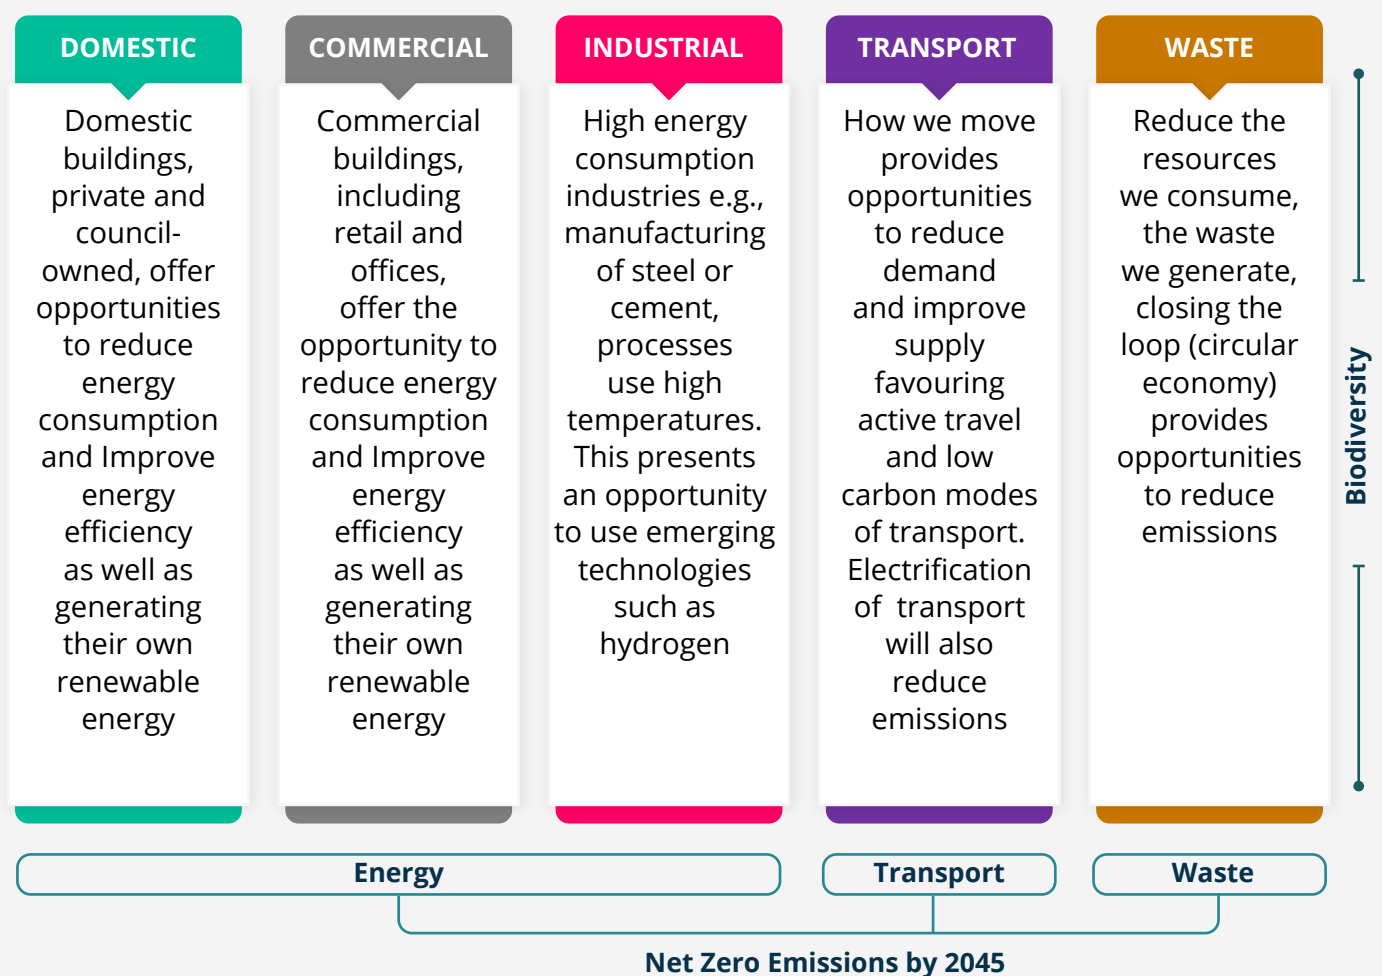 DOMESTIC
Domestic
buildings,
private and
council-
owned, offer
opportunities
to reduce
energy
consumption
and Improve
energy
efficiency
as well as
generating
their own
renewable
energy
COMMERCIAL
Commercial
buildings,
including
retail and
offices,
offer the
opportunity to
reduce energy
consumption
and Improve
energy
efficiency
as well as
generating
their own
renewable
energy
INDUSTRIAL
High energy
consumption
industries e.g.,
manufacturing
of steel or
cement,
processes
use high
temperatures.
This presents
an opportunity
to use emerging
technologies
such as
hydrogen
TRANSPORT
How we move
provides
opportunities
to reduce
demand
and improve
supply
favouring
active travel
and low
carbon modes
of transport.
Electrification
of  transport
will also
reduce
emissions
WASTE
Reduce the
resources
we consume,
the waste
we generate,
closing the
loop (circular
economy)
provides
opportunities
to reduce
emissions
Biodiversity
Energy
Transport
Waste
Net Zero Emissions by 2045